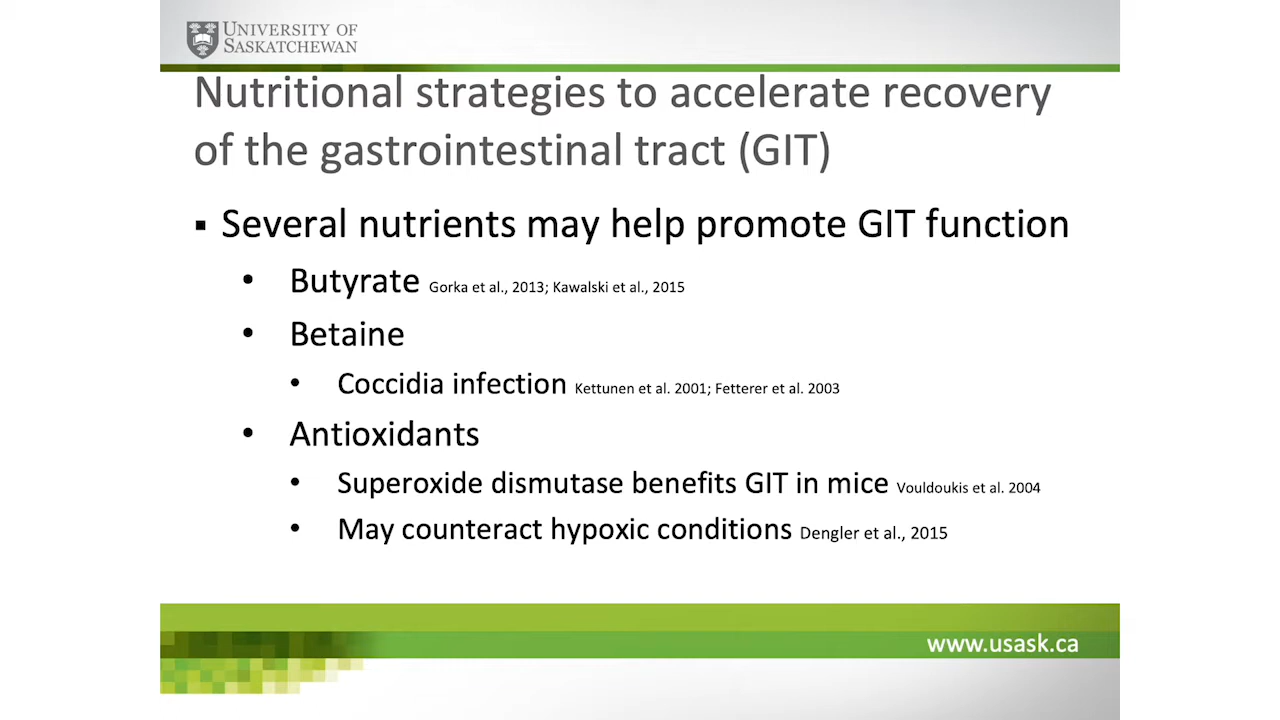 UNIVERSITY OF
SASKATCHEWAN
Nutritional strategies to accelerate recovery
of the gastrointestinal tract (GIT)
▪ Several nutrients may help promote GIT function
• Butyrate Gorka et al., 2013; Kawalski et al., 2015
• Betaine
• Coccidia infection Kettunen et al. 2001; Fetterer et al. 2003
• Antioxidants
• Superoxide dismutase benefits GIT in mice Vouldoukis et al. 2004
• May counteract hypoxic conditions Dengler et al., 2015
www.usask.ca